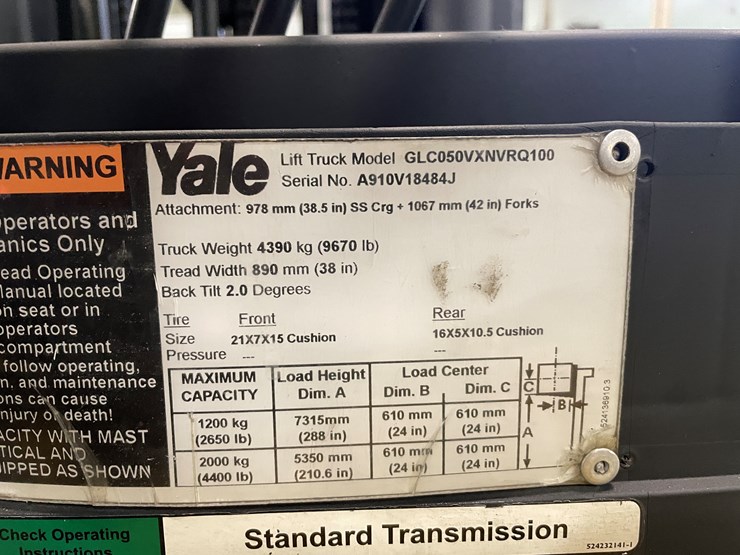 WARNING
Operators and
anics Only
ead Operating
Manual located
on seat or in
operators
compartment
follow operating,
n, and maintenance
ons can cause
injury or death!
ACITY WITH MAST
TICAL AND
IPPED AS SHOWN
Yale
Lift Truck Model GLC050VXNVRQ100
Serial No. A910V18484J
Attachment: 978 mm (38.5 in) SS Crg + 1067 mm (42 in) Forks
Truck Weight 4390 kg (9670 lb)
Tread Width 890 mm (38 in)
Back Tilt 2.0 Degrees
Tire Front Rear
Size 21X7X15 Cushion 16X5X10.5 Cushion
Pressure --- ---
MAXIMUM CAPACITY Load Height Dim. A Load Center Dim. B Dim. C
1200 kg (2650 lb) 7315mm (288 in) 610 mm (24 in) 610 mm (24 in)
2000 kg (4400 lb) 5350 mm (210.6 in) 610 mm (24 in) 610 mm (24 in)
C
B
A
524136910.3
Check Operating
Instructions
Standard Transmission
524232141-1